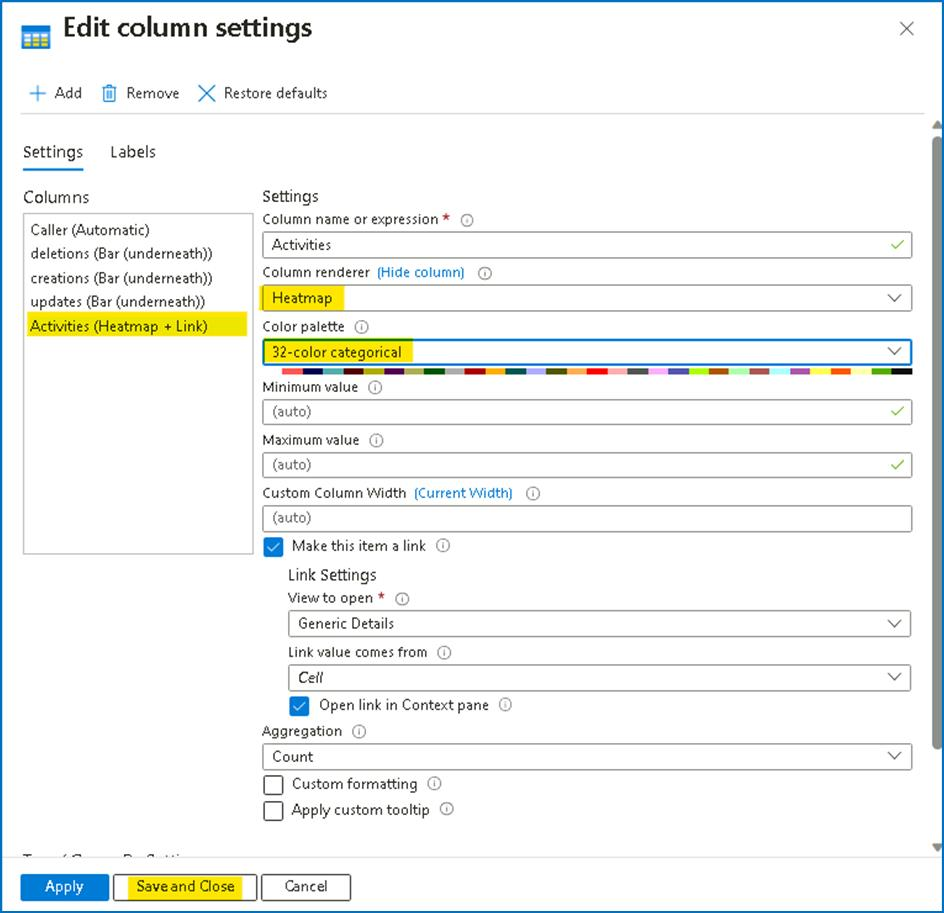 Edit column settings
Add
Remove
Restore defaults
Settings
Labels
Columns
Caller (Automatic)
deletions (Bar (underneath))
creations (Bar (underneath))
updates (Bar (underneath))
Activities (Heatmap + Link)
Settings
Column name or expression *
Activities
Column renderer (Hide column)
Heatmap
Color palette
32-color categorical
Minimum value
(auto)
Maximum value
(auto)
Custom Column Width (Current Width)
(auto)
Make this item a link
Link Settings
View to open *
Generic Details
Link value comes from
Cell
Open link in Context pane
Aggregation
Count
Custom formatting
Apply custom tooltip
Apply
Save and Close
Cancel